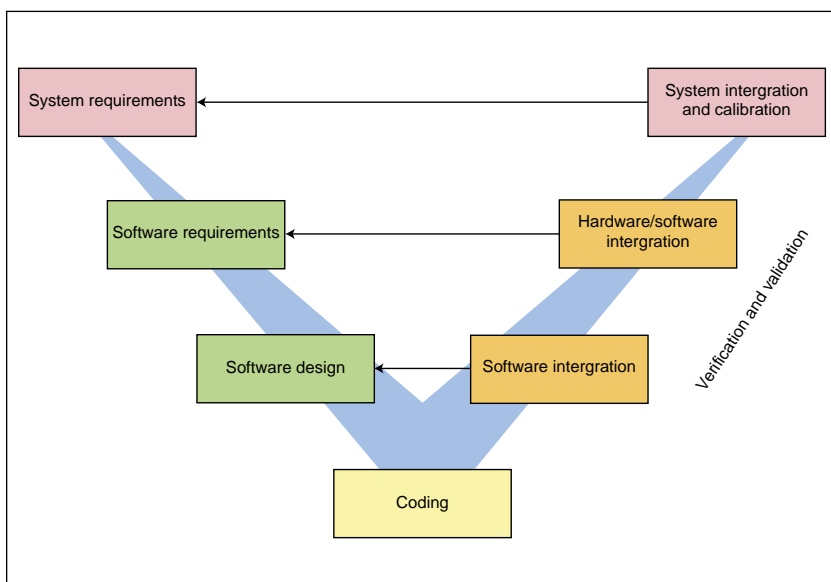 System requirements
System intergration
and calibration
Software requirements
Hardware/software
intergration
Verification and validation
Software design
Software intergration
Coding